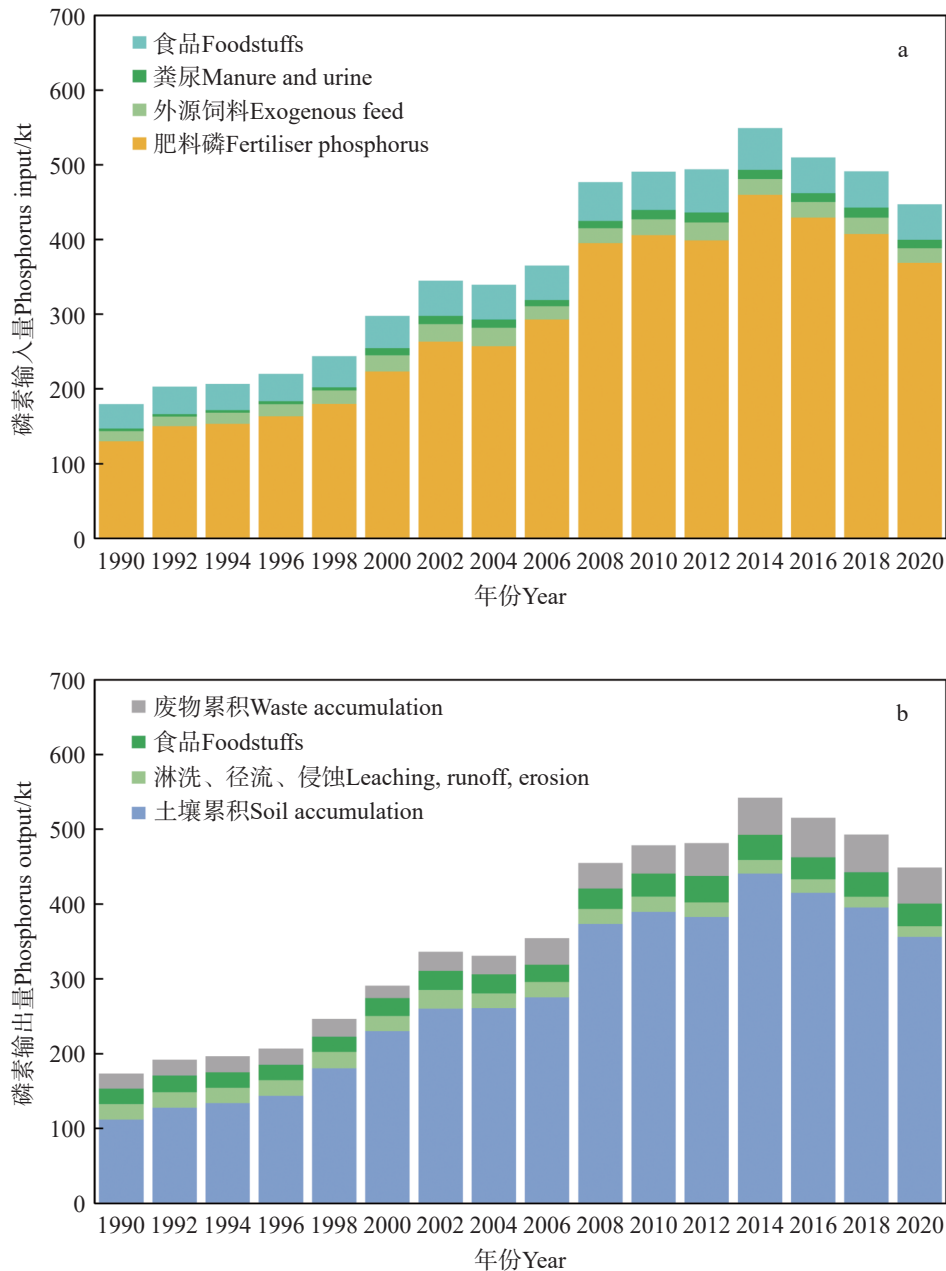 700
600
500
400
300
200
100
0
磷素输入量Phosphorus input/kt
食品Foodstuffs
粪尿Manure and urine
外源饲料Exogenous feed
肥料磷Fertiliser phosphorus
a
1990 1992 1994 1996 1998 2000 2002 2004 2006 2008 2010 2012 2014 2016 2018 2020
年份Year
700
600
500
400
300
200
100
0
磷素输出量Phosphorus output/kt
废物累积Waste accumulation
食品Foodstuffs
淋洗、径流、侵蚀Leaching, runoff, erosion
土壤累积Soil accumulation
b
1990 1992 1994 1996 1998 2000 2002 2004 2006 2008 2010 2012 2014 2016 2018 2020
年份Year